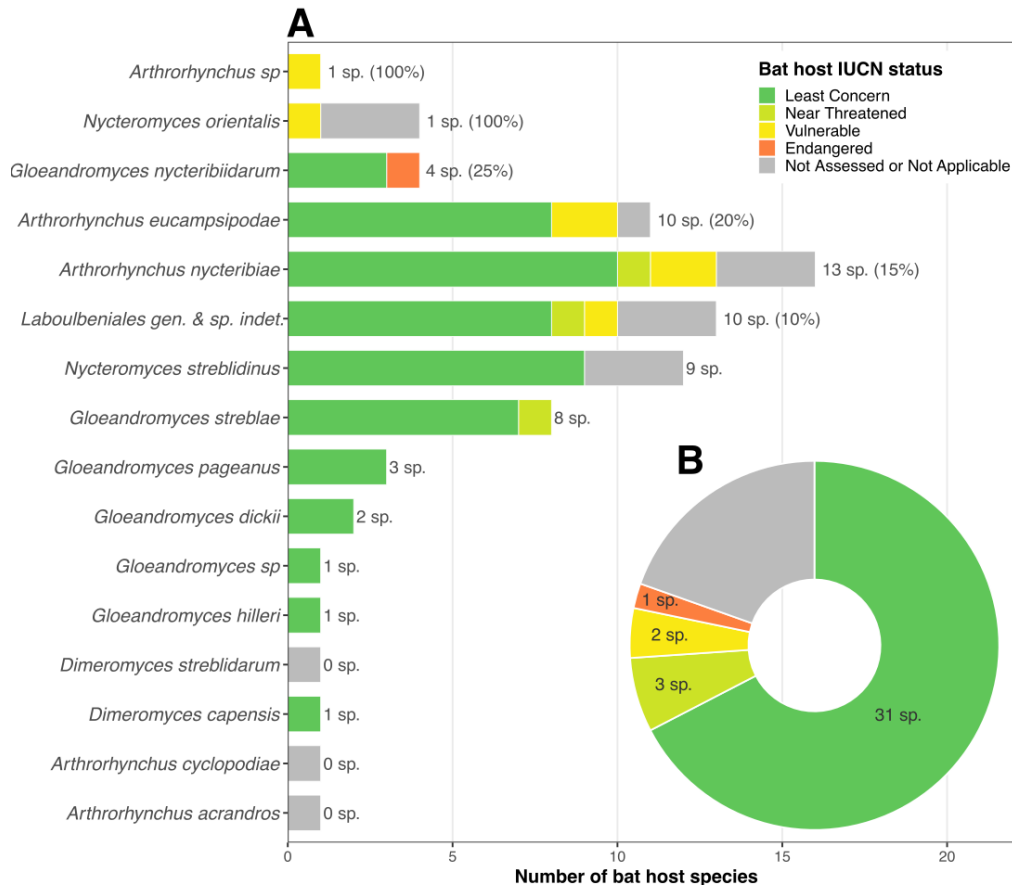 A
Arthrorhynchus sp
1 sp. (100%)
Nycteromyces orientalis
1 sp. (100%)
Gloeandromyces nycteribiidarum
4 sp. (25%)
Arthrorhynchus eucampsipodae
10 sp. (20%)
Arthrorhynchus nycteribiae
13 sp. (15%)
Laboulbeniales gen. & sp. indet.
10 sp. (10%)
Nycteromyces streblidinus
9 sp.
Gloeandromyces streblae
8 sp.
Gloeandromyces pageanus
3 sp.
Gloeandromyces dickii
2 sp.
Gloeandromyces sp
1 sp.
Gloeandromyces hilleri
1 sp.
Dimeromyces streblidarum
0 sp.
Dimeromyces capensis
1 sp.
Arthrorhynchus cyclopodiae
0 sp.
Arthrorhynchus acrandros
0 sp.
0
5
10
15
20
Number of bat host species
Bat host IUCN status
Least Concern
Near Threatened
Vulnerable
Endangered
Not Assessed or Not Applicable
B
1 sp.
2 sp.
3 sp.
31 sp.